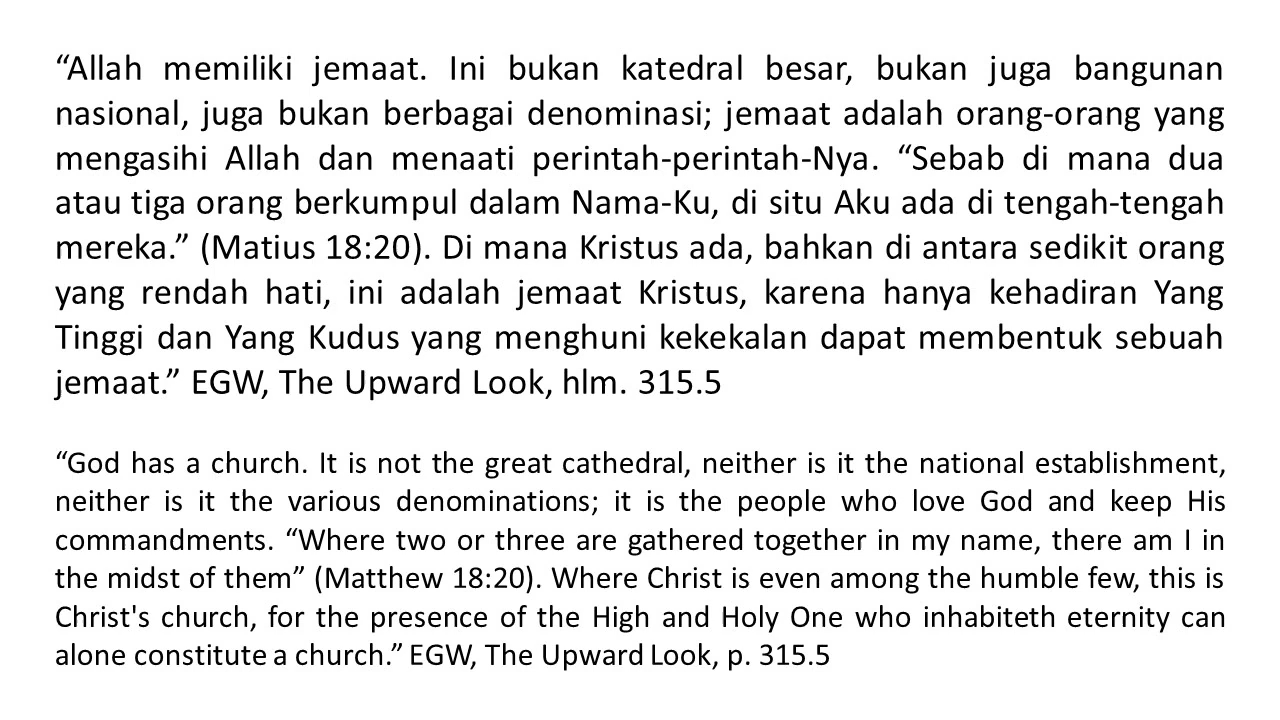 “Allah memiliki jemaat. Ini bukan katedral besar, bukan juga bangunan
nasional, juga bukan berbagai denominasi; jemaat adalah orang-orang yang
mengasihi Allah dan menaati perintah-perintah-Nya. “Sebab di mana dua
atau tiga orang berkumpul dalam Nama-Ku, di situ Aku ada di tengah-tengah
mereka.” (Matius 18:20). Di mana Kristus ada, bahkan di antara sedikit orang
yang rendah hati, ini adalah jemaat Kristus, karena hanya kehadiran Yang
Tinggi dan Yang Kudus yang menghuni kekekalan dapat membentuk sebuah
jemaat.” EGW, The Upward Look, hlm. 315.5
“God has a church. It is not the great cathedral, neither is it the national establishment,
neither is it the various denominations; it is the people who love God and keep His
commandments. “Where two or three are gathered together in my name, there am I in
the midst of them” (Matthew 18:20). Where Christ is even among the humble few, this is
Christ's church, for the presence of the High and Holy One who inhabiteth eternity can
alone constitute a church.” EGW, The Upward Look, p. 315.5